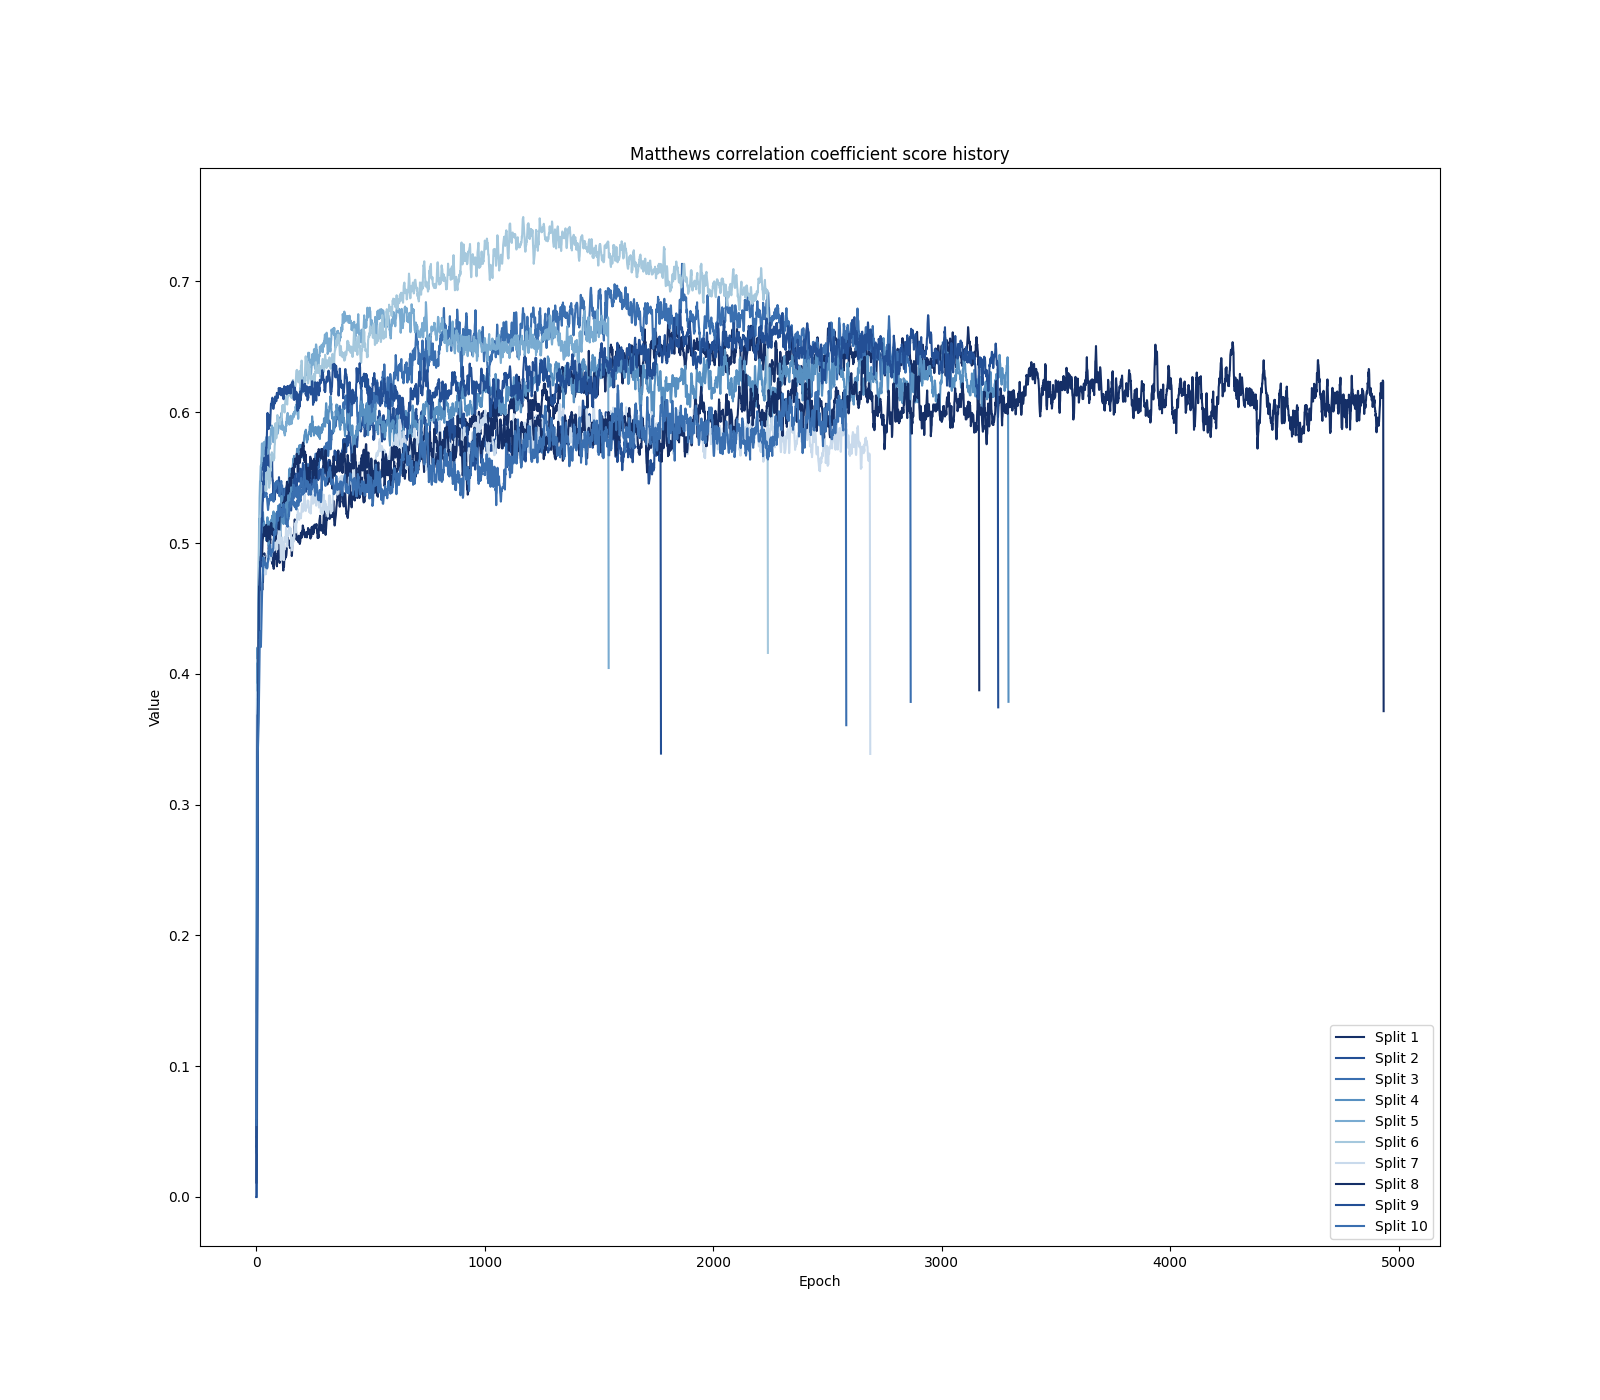 Matthews correlation coefficient score history
0.7
0.6
0.5
0.4
Value
0.3
0.2
0.1
0.0
0 1000 2000 3000 4000 5000
Epoch
Split 1
Split 2
Split 3
Split 4
Split 5
Split 6
Split 7
Split 8
Split 9
Split 10